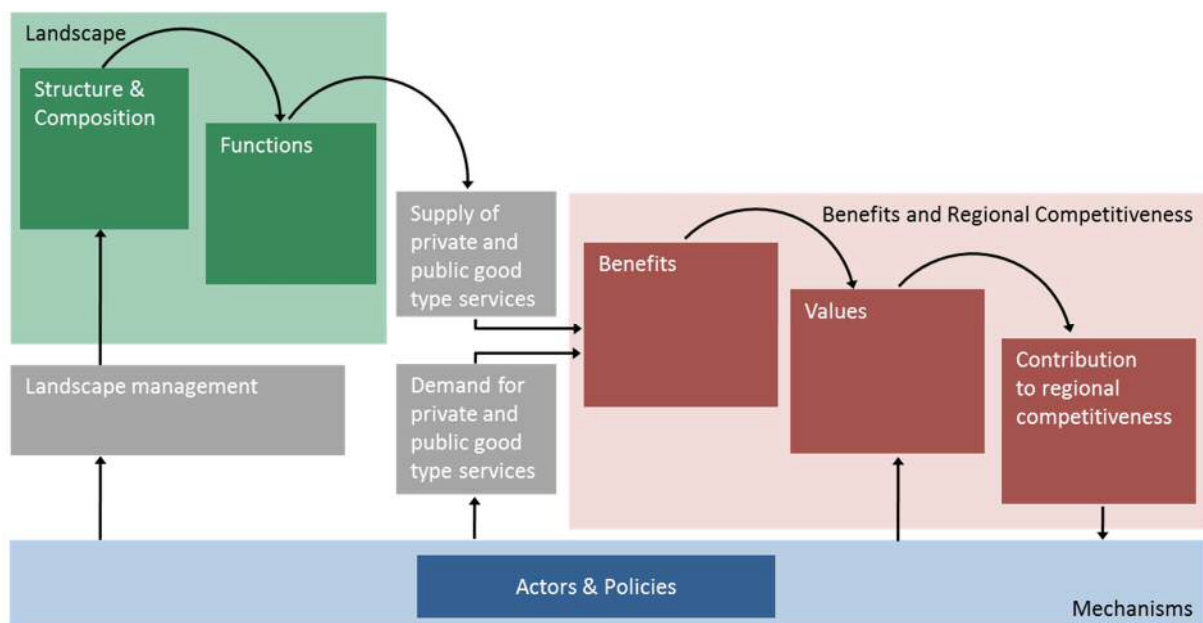 Landscape
Structure &
Composition
Functions
Supply of
private and
public good
type services
Benefits and Regional Competitiveness
Benefits
Values
Contribution
to regional
competitiveness
Landscape management
Demand for
private and
public good
type services
Actors & Policies
Mechanisms